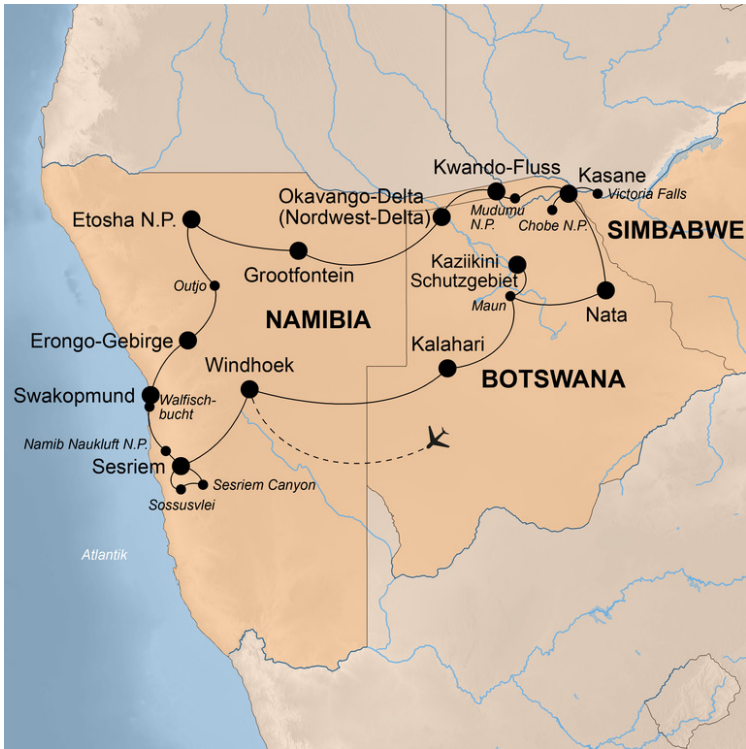 Kwando-Fluss
Kasane
Okavango-Delta
(Nordwest-Delta)
Mudumu
N.P.
Victoria Falls
Chobe N.P.
Etosha N.P.
SIMBABWE
Grootfontein
Kaziikini
Schutzgebiet
Outjo
Maun
Nata
NAMIBIA
Erongo-Gebirge
Kalahari
Windhoek
BOTSWANA
Swakopmund
Walfisch-
bucht
Namib Naukluft N.P.
Sesriem
Sesriem Canyon
Sossusvlei
Atlantik